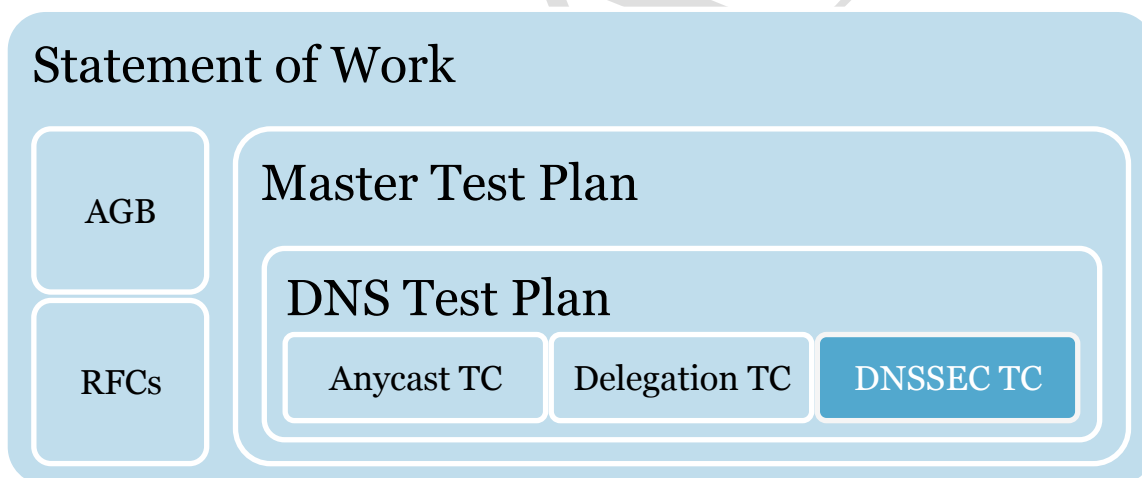 Statement of Work
AGB
RFCs
Master Test Plan
DNS Test Plan
Anycast TC
Delegation TC
DNSSEC TC